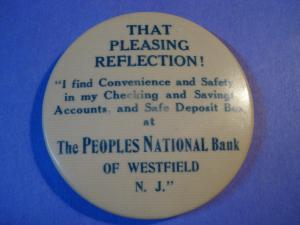 THAT
PLEASING
REFLECTION!
"I find Convenience and Safety
in my Checking and Savings
Accounts, and Safe Deposit Box
at
The PEOPLES NATIONAL Bank
OF WESTFIELD
N. J."